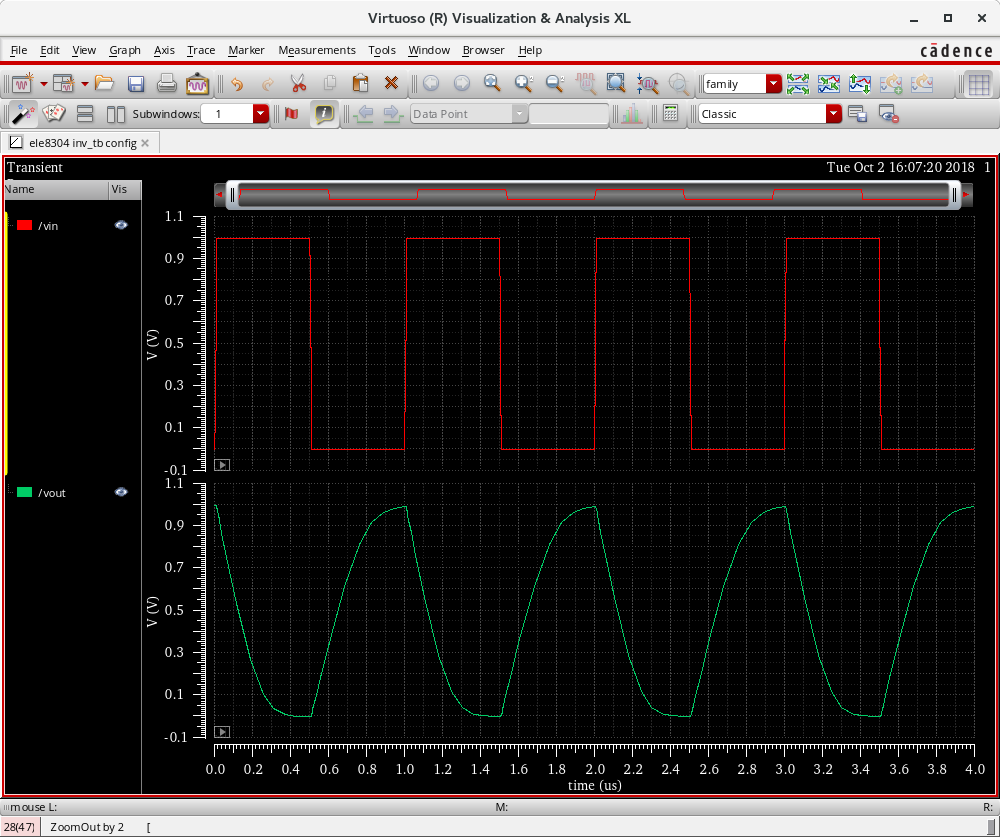 Virtuoso (R) Visualization & Analysis XL
File Edit View Graph Axis Trace Marker Measurements Tools Window Browser Help
cādence
family
Subwindows: 1
Data Point
Classic
ele8304 inv_tb config
Transient
Tue Oct 2 16:07:20 2018 1
Name Vis
/vin
1.1
0.9
0.7
0.5
0.3
0.1
-0.1
V (V)
/vout
1.1
0.9
0.7
0.5
0.3
0.1
-0.1
V (V)
0.0 0.2 0.4 0.6 0.8 1.0 1.2 1.4 1.6 1.8 2.0 2.2 2.4 2.6 2.8 3.0 3.2 3.4 3.6 3.8 4.0
time (us)
mouse L: M: R:
28(47) ZoomOut by 2 [